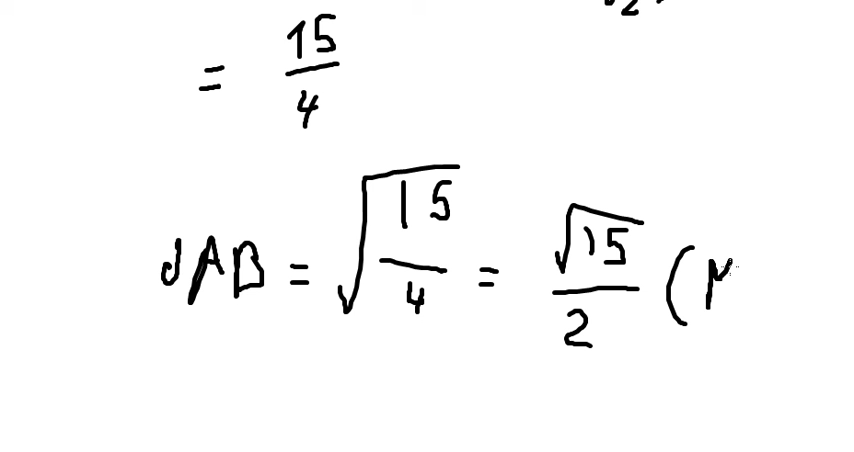 = 15/4
dAB = √(15/4) = √15/2 (